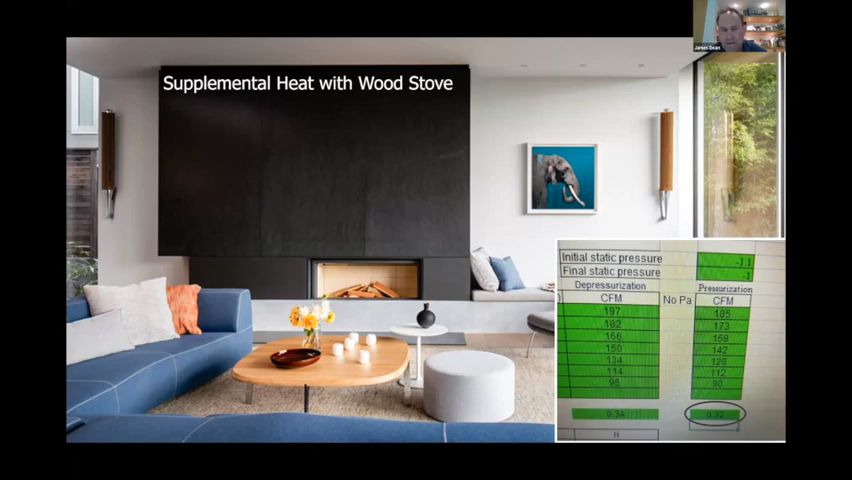 James Dean
Supplemental Heat with Wood Stove
Initial static pressure -1.1
Final static pressure -1
Depressurization Pressurization
CFM No Pa CFM
197 185
182 173
166 158
150 142
134 128
114 112
95 90
0.34 0.32
H